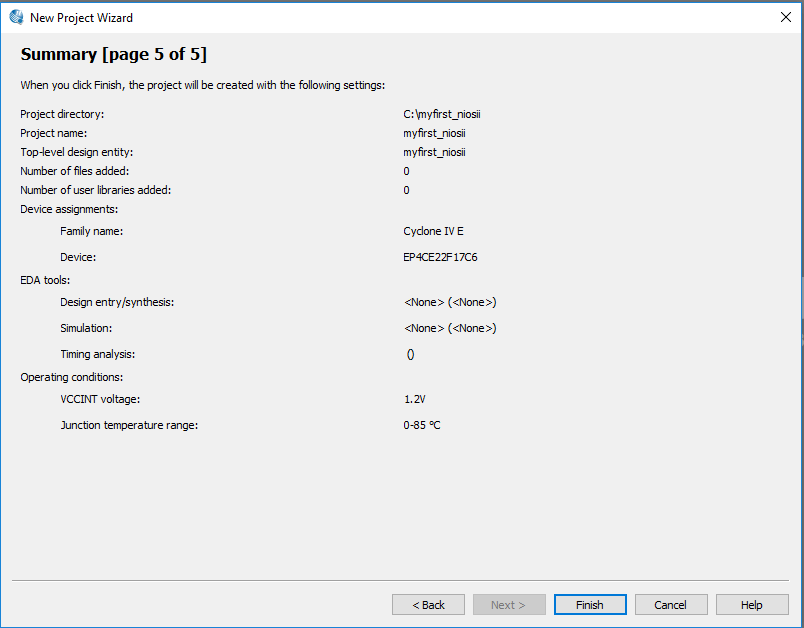 New Project Wizard
Summary [page 5 of 5]
When you click Finish, the project will be created with the following settings:
Project directory: C:\myfirst_niosii
Project name: myfirst_niosii
Top-level design entity: myfirst_niosii
Number of files added: 0
Number of user libraries added: 0
Device assignments:
Family name: Cyclone IV E
Device: EP4CE22F17C6
EDA tools:
Design entry/synthesis: <None> (<None>)
Simulation: <None> (<None>)
Timing analysis: ()
Operating conditions:
VCCINT voltage: 1.2V
Junction temperature range: 0-85 ºC
< Back Next > Finish Cancel Help